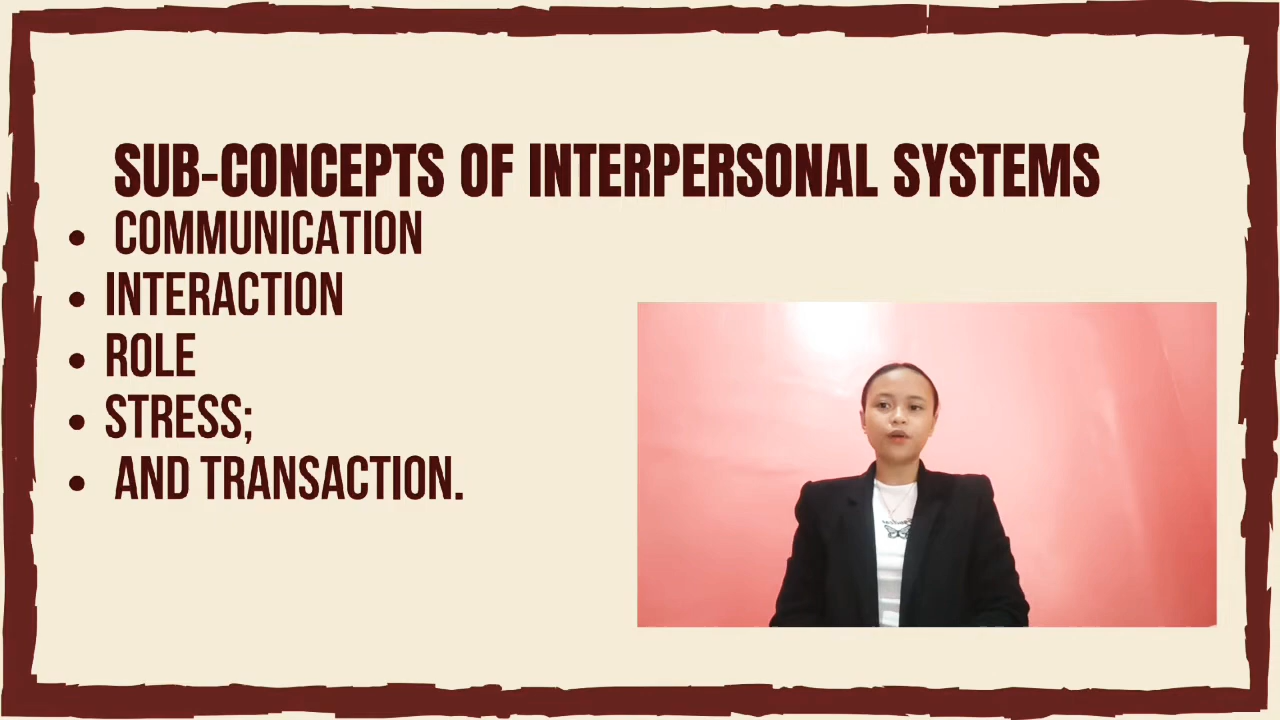 SUB-CONCEPTS OF INTERPERSONAL SYSTEMS
• COMMUNICATION
• INTERACTION
• ROLE
• STRESS;
• AND TRANSACTION.